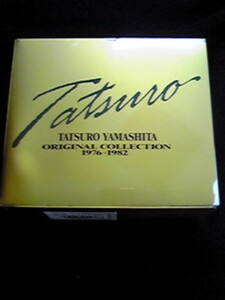 Tatsuro
TATSURO YAMASHITA
ORIGINAL COLLECTION
1976-1982